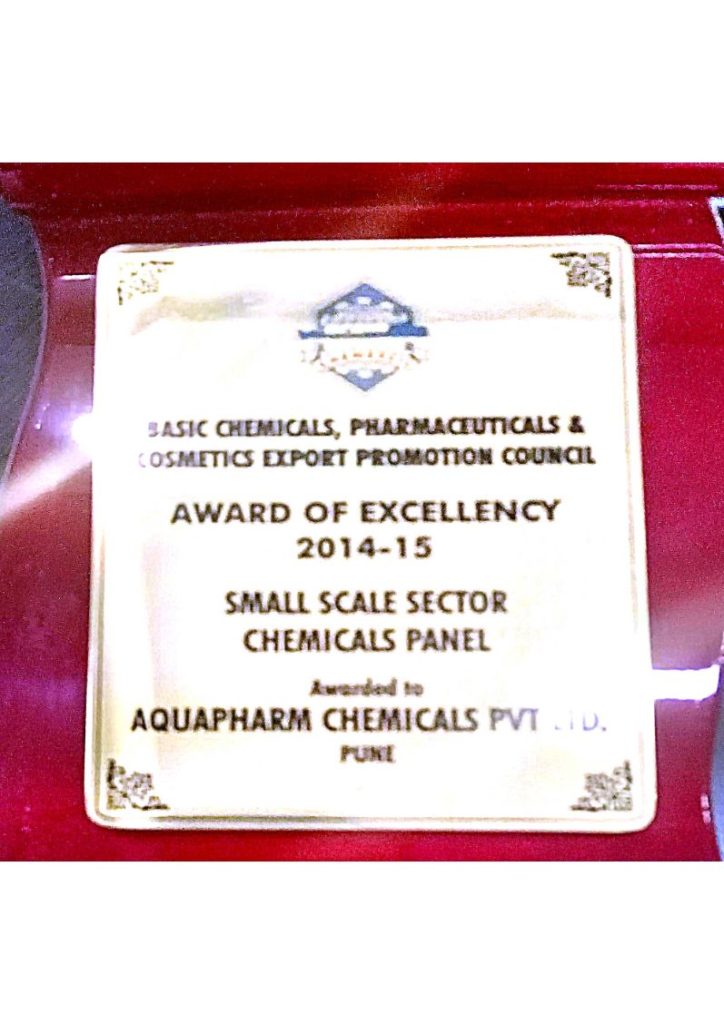 BASIC CHEMICALS, PHARMACEUTICALS &
COSMETICS EXPORT PROMOTION COUNCIL
AWARD OF EXCELLENCY
2014-15
SMALL SCALE SECTOR
CHEMICALS PANEL
Awarded to
AQUAPHARM CHEMICALS PVT LTD.
PUNE